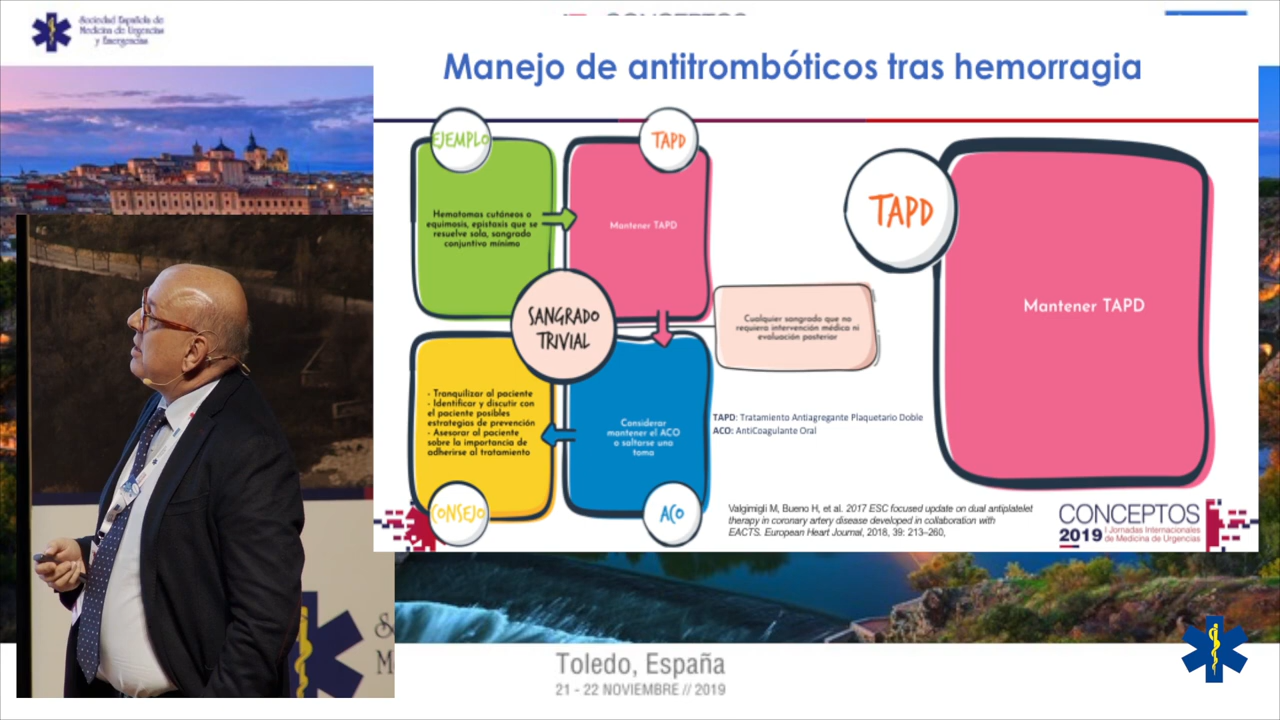 Sociedad Española de
Medicina de Urgencias
y Emergencias
CONCEPTOS
Manejo de antitrombóticos tras hemorragia
EJEMPLO
Hematomas cutáneos o
equimosis, epistaxis que se
resuelve sola, sangrado
conjuntivo mínimo
TAPD
Mantener TAPD
SANGRADO
TRIVIAL
Cualquier sangrado que no
requiera intervención médica ni
evaluación posterior
- Tranquilizar al paciente
- Identificar y discutir con
el paciente posibles
estrategias de prevención
- Asesorar al paciente
sobre la importancia de
adherirse al tratamiento
CONSEJO
Considerar
mantener el ACO
o saltarse una
toma
ACO
TAPD
Mantener TAPD
TAPD: Tratamiento Antiagregante Plaquetario Doble
ACO: AntiCoagulante Oral
Valgimigli M, Bueno H, et al. 2017 ESC focused update on dual antiplatelet
therapy in coronary artery disease developed in collaboration with
EACTS. European Heart Journal, 2018, 39: 213–260,
CONCEPTOS
2019 I Jornadas Internacionales
de Medicina de Urgencias
Toledo, España
21 - 22 NOVIEMBRE // 2019